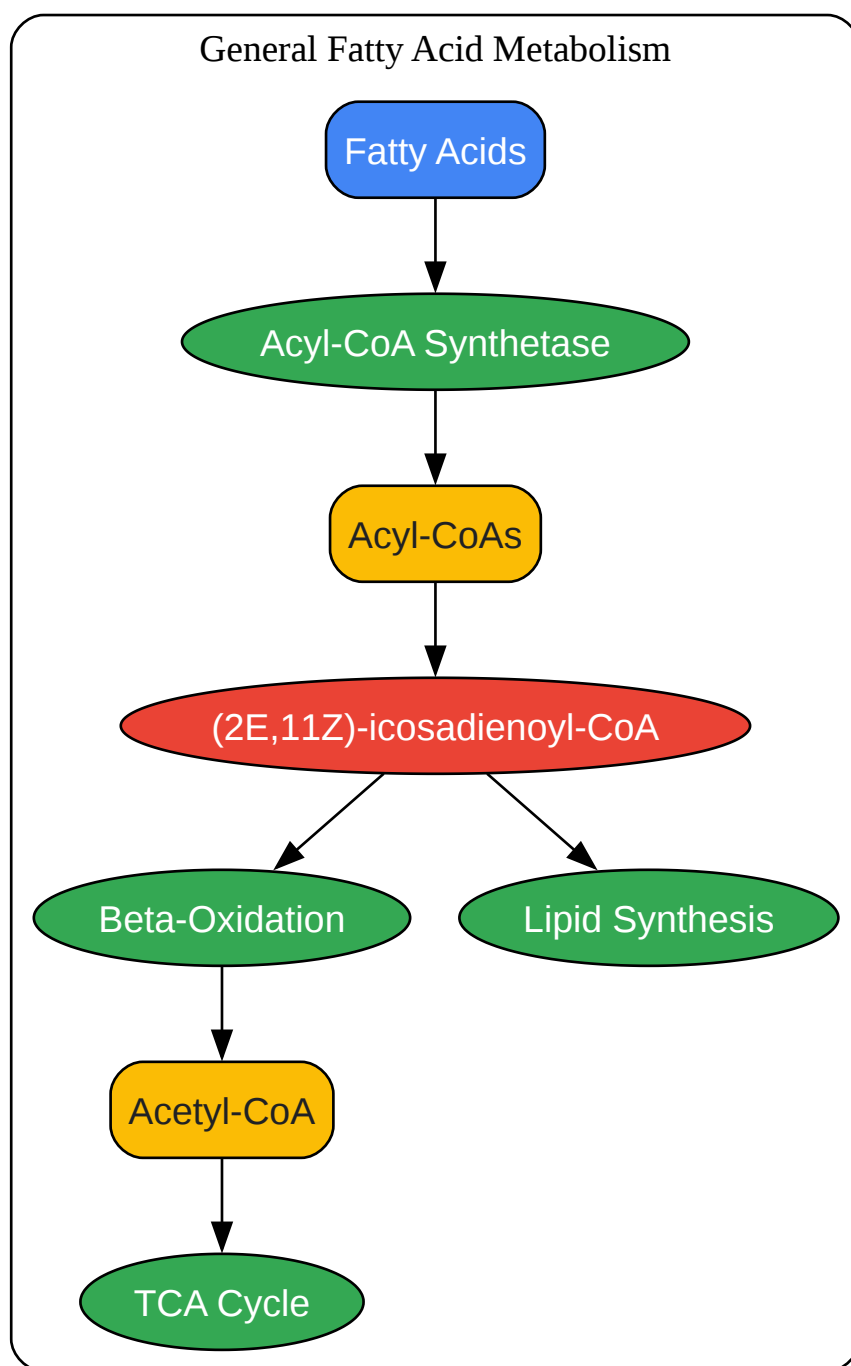 General Fatty Acid Metabolism
Fatty Acids
Acyl-CoA Synthetase
Acyl-CoAs
(2E,11Z)-icosadienoyl-CoA
Beta-Oxidation
Lipid Synthesis
Acetyl-CoA
TCA Cycle